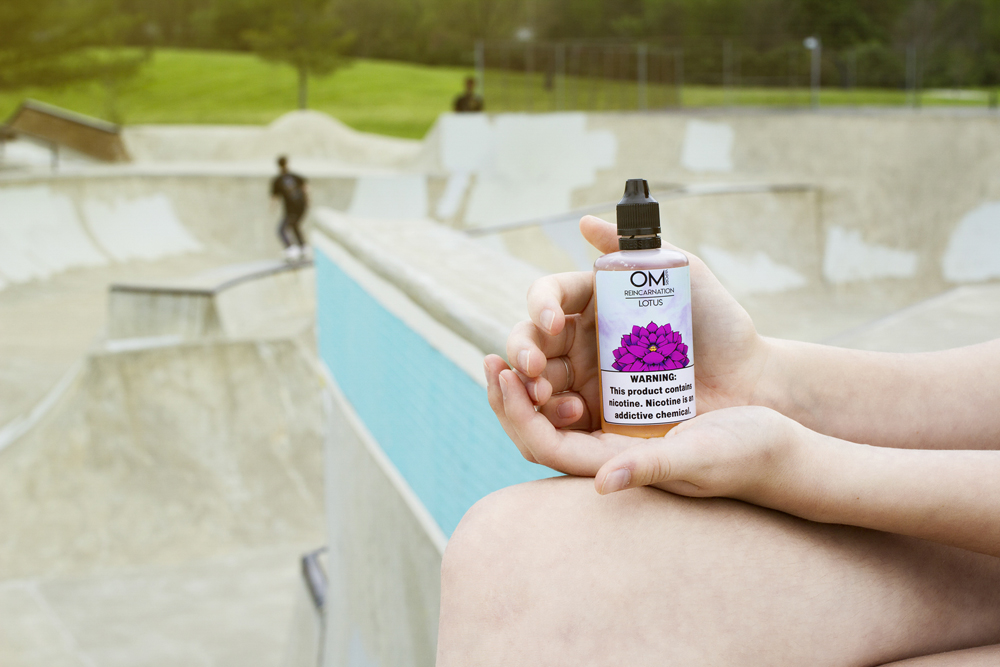 OM
REINCARNATION
LOTUS
WARNING:
This product contains
nicotine. Nicotine is an
addictive chemical.